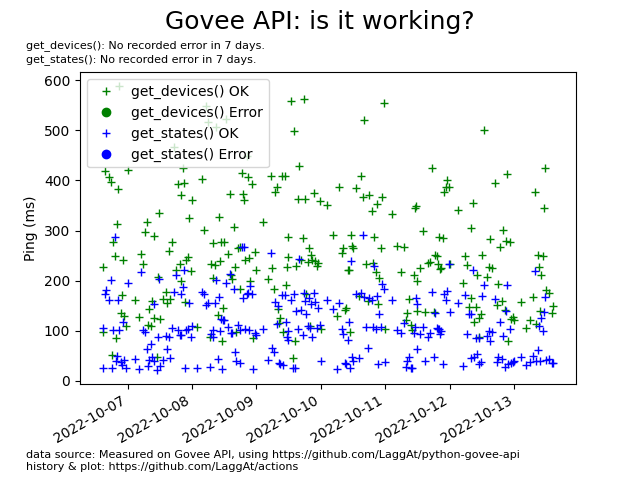 Govee API: is it working?
get_devices(): No recorded error in 7 days.
get_states(): No recorded error in 7 days.
600
500
400
300
200
100
0
Ping (ms)
get_devices() OK
get_devices() Error
get_states() OK
get_states() Error
2022-10-07
2022-10-08
2022-10-09
2022-10-10
2022-10-11
2022-10-12
2022-10-13
data source: Measured on Govee API, using https://github.com/LaggAt/python-govee-api
history & plot: https://github.com/LaggAt/actions